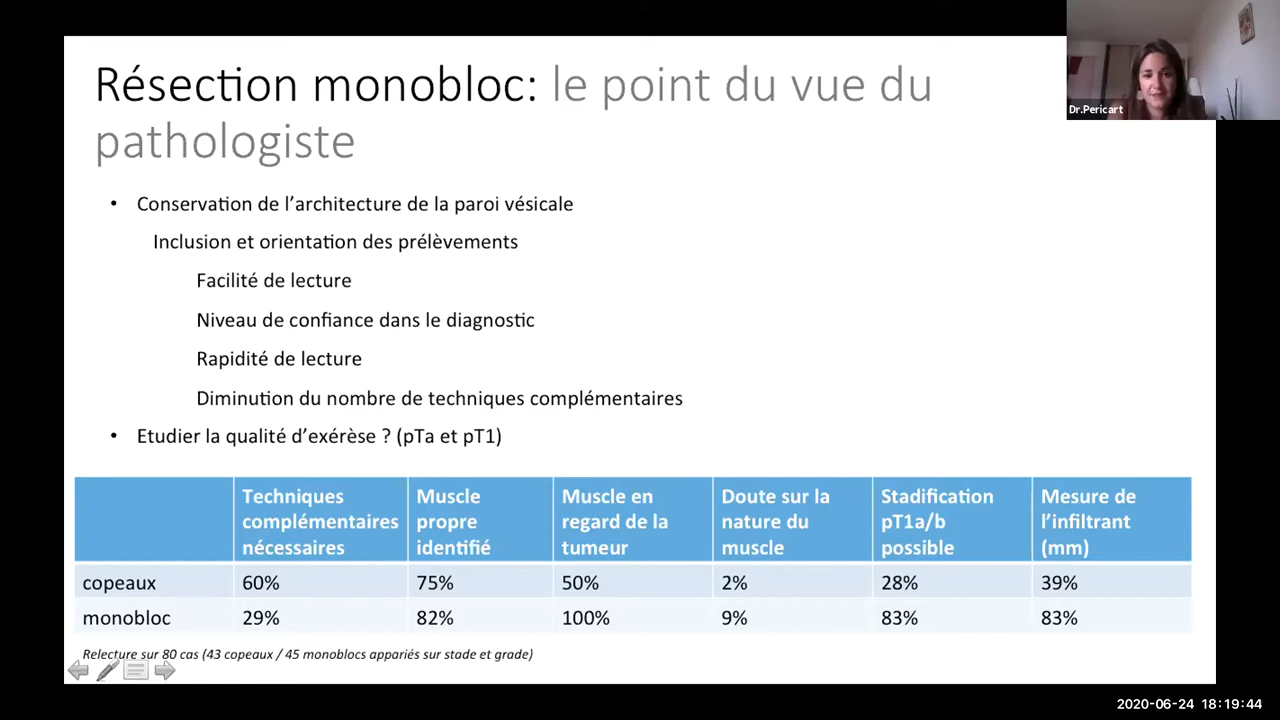 Résection monobloc: le point du vue du
pathologiste
Dr.Pericart
• Conservation de l’architecture de la paroi vésicale
Inclusion et orientation des prélèvements
Facilité de lecture
Niveau de confiance dans le diagnostic
Rapidité de lecture
Diminution du nombre de techniques complémentaires
• Etudier la qualité d’exérèse ? (pTa et pT1)
Techniques complémentaires nécessaires | Muscle propre identifié | Muscle en regard de la tumeur | Doute sur la nature du muscle | Stadification pT1a/b possible | Mesure de l’infiltrant (mm)
copeaux 60% 75% 50% 2% 28% 39%
monobloc 29% 82% 100% 9% 83% 83%
Relecture sur 80 cas (43 copeaux / 45 monoblocs appariés sur stade et grade)
2020-06-24 18:19:44